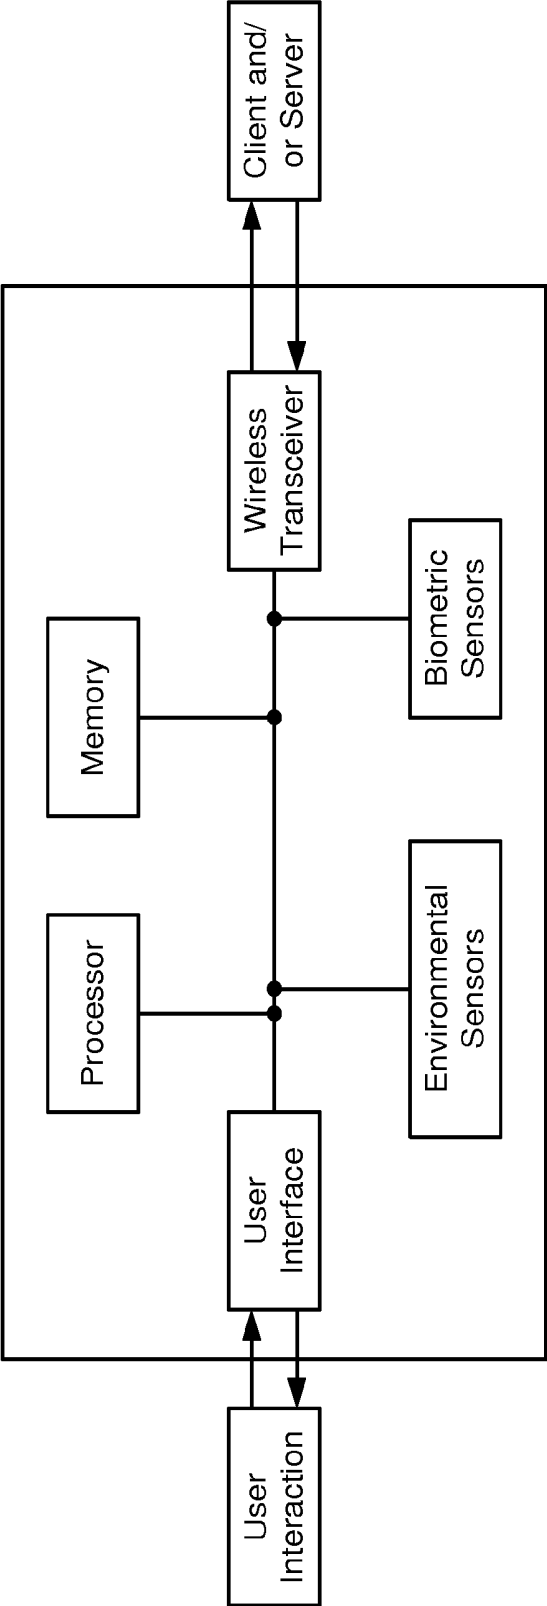 User
Interaction
User
Interface
Processor
Memory
Environmental
Sensors
Biometric
Sensors
Wireless
Transceiver
Client and/
or Server